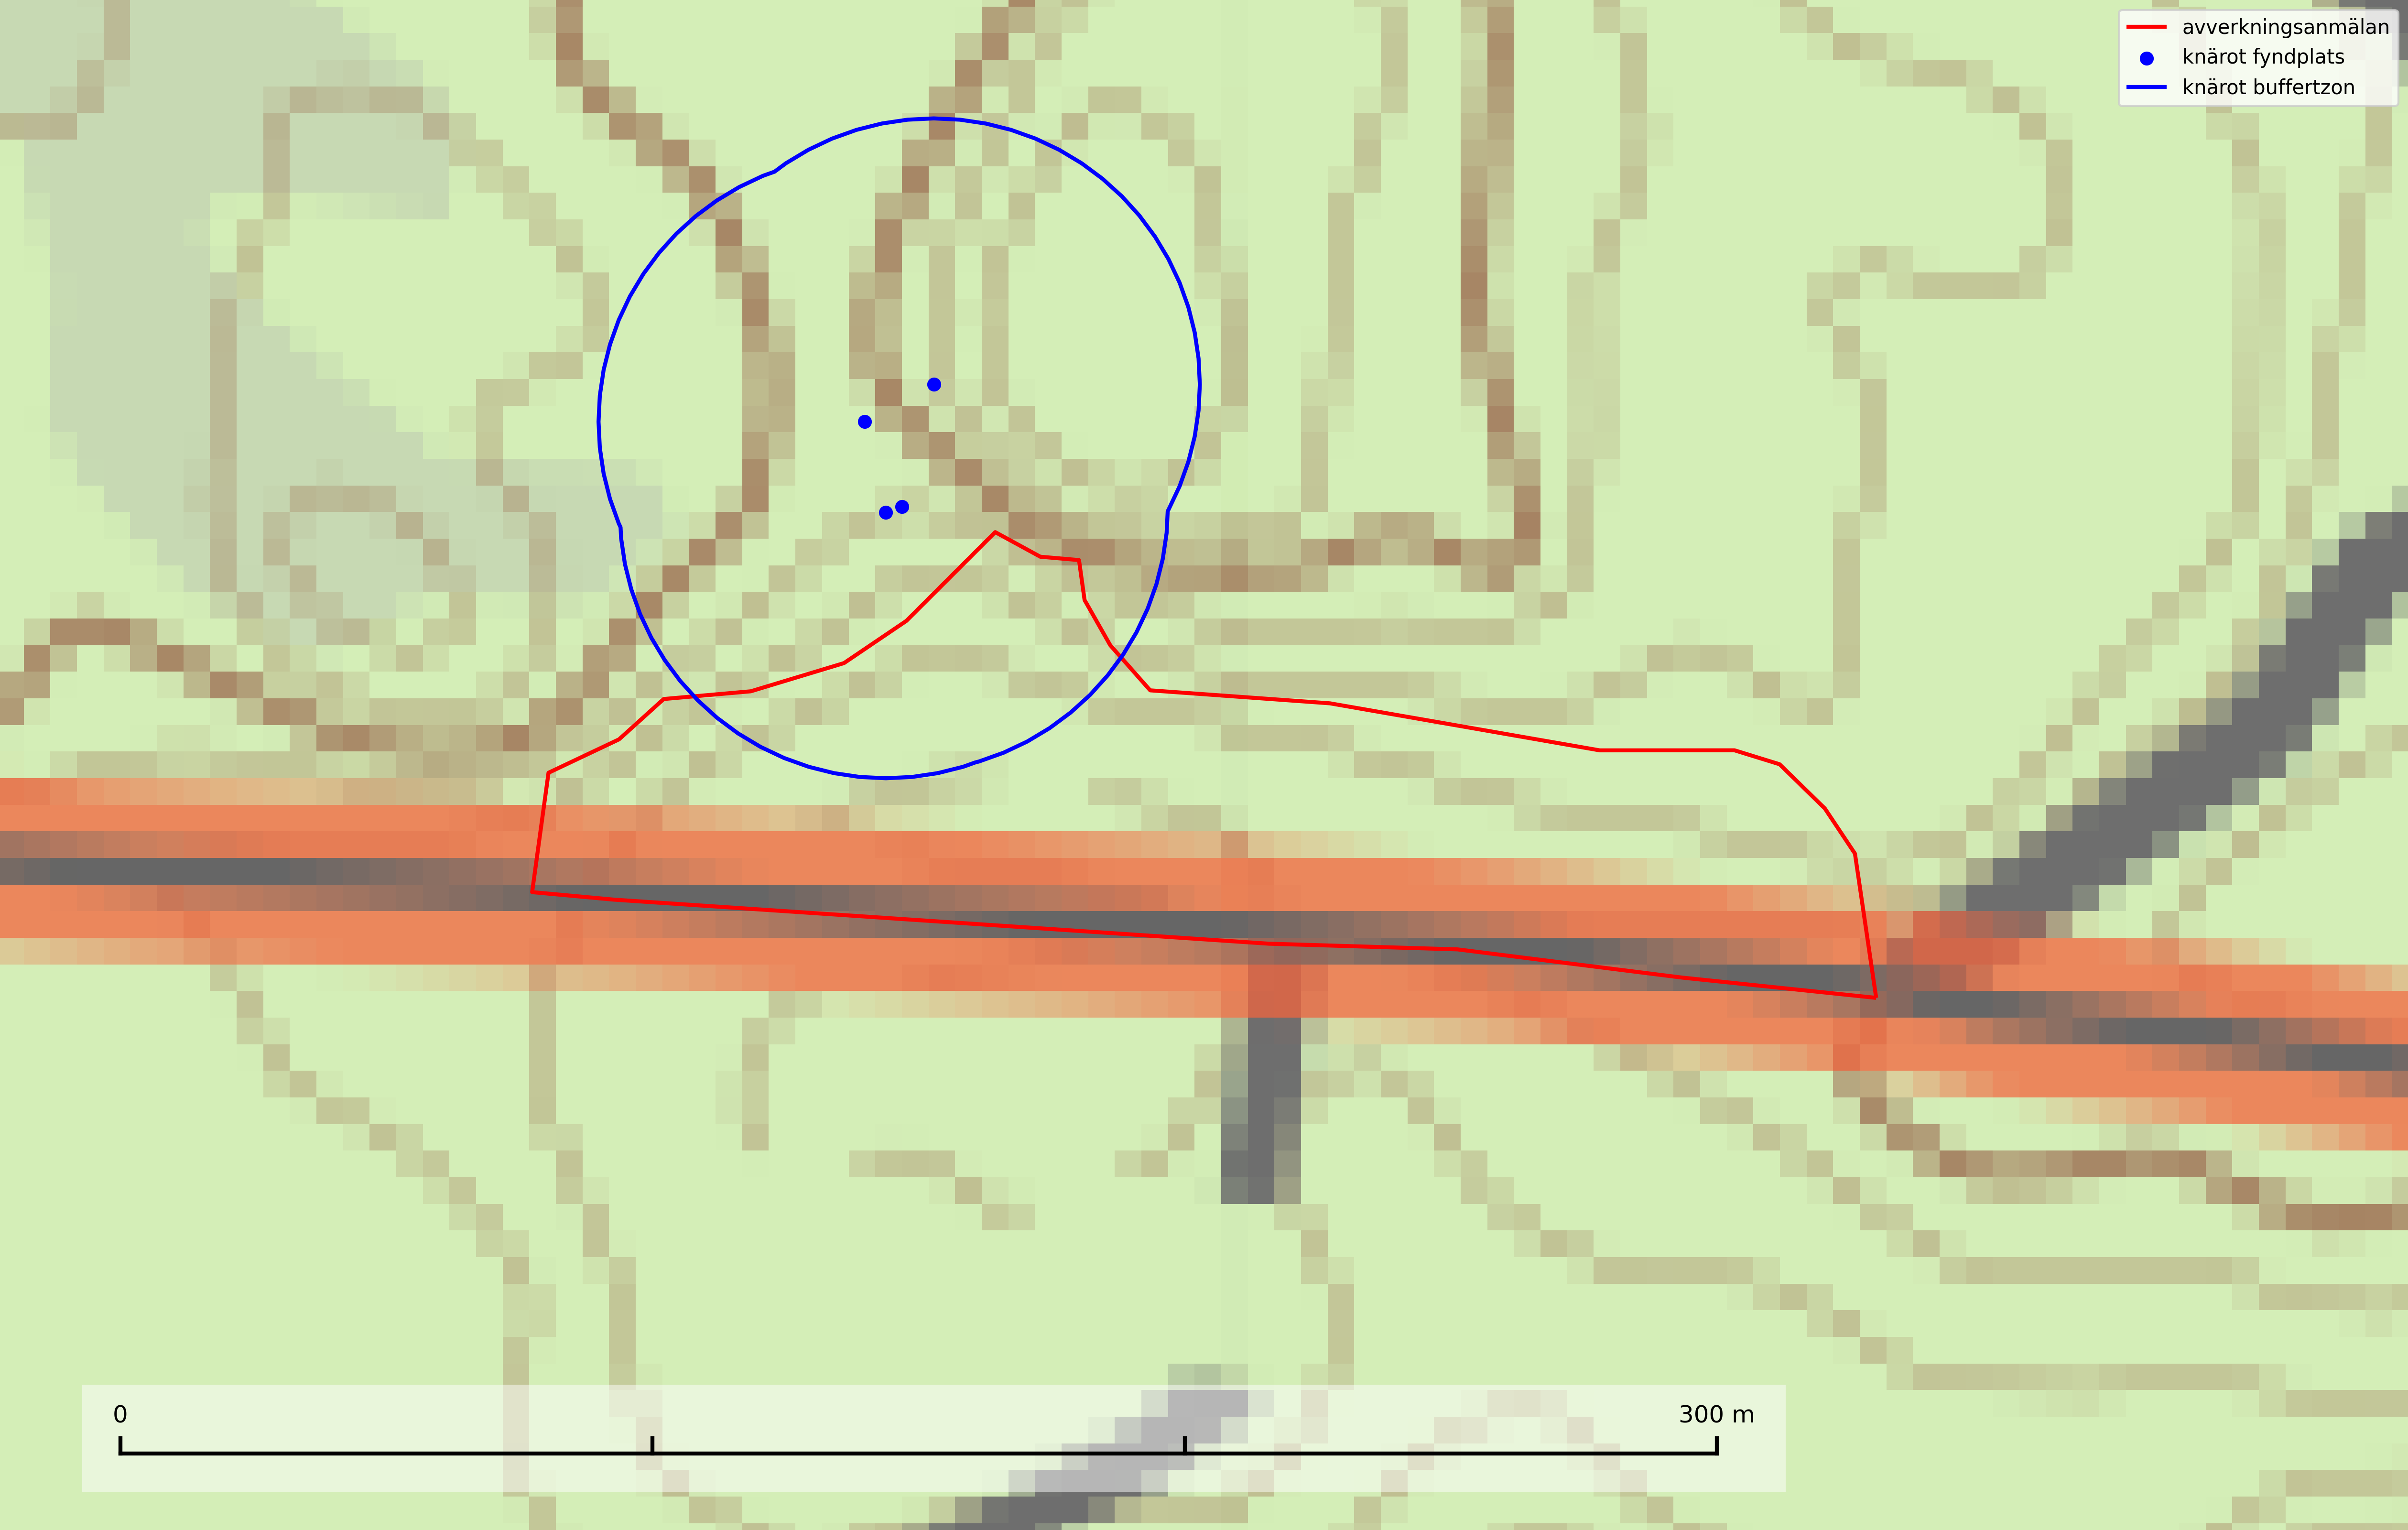 avverkningsanmälan
knärot fyndplats
knärot buffertzon
0
300 m